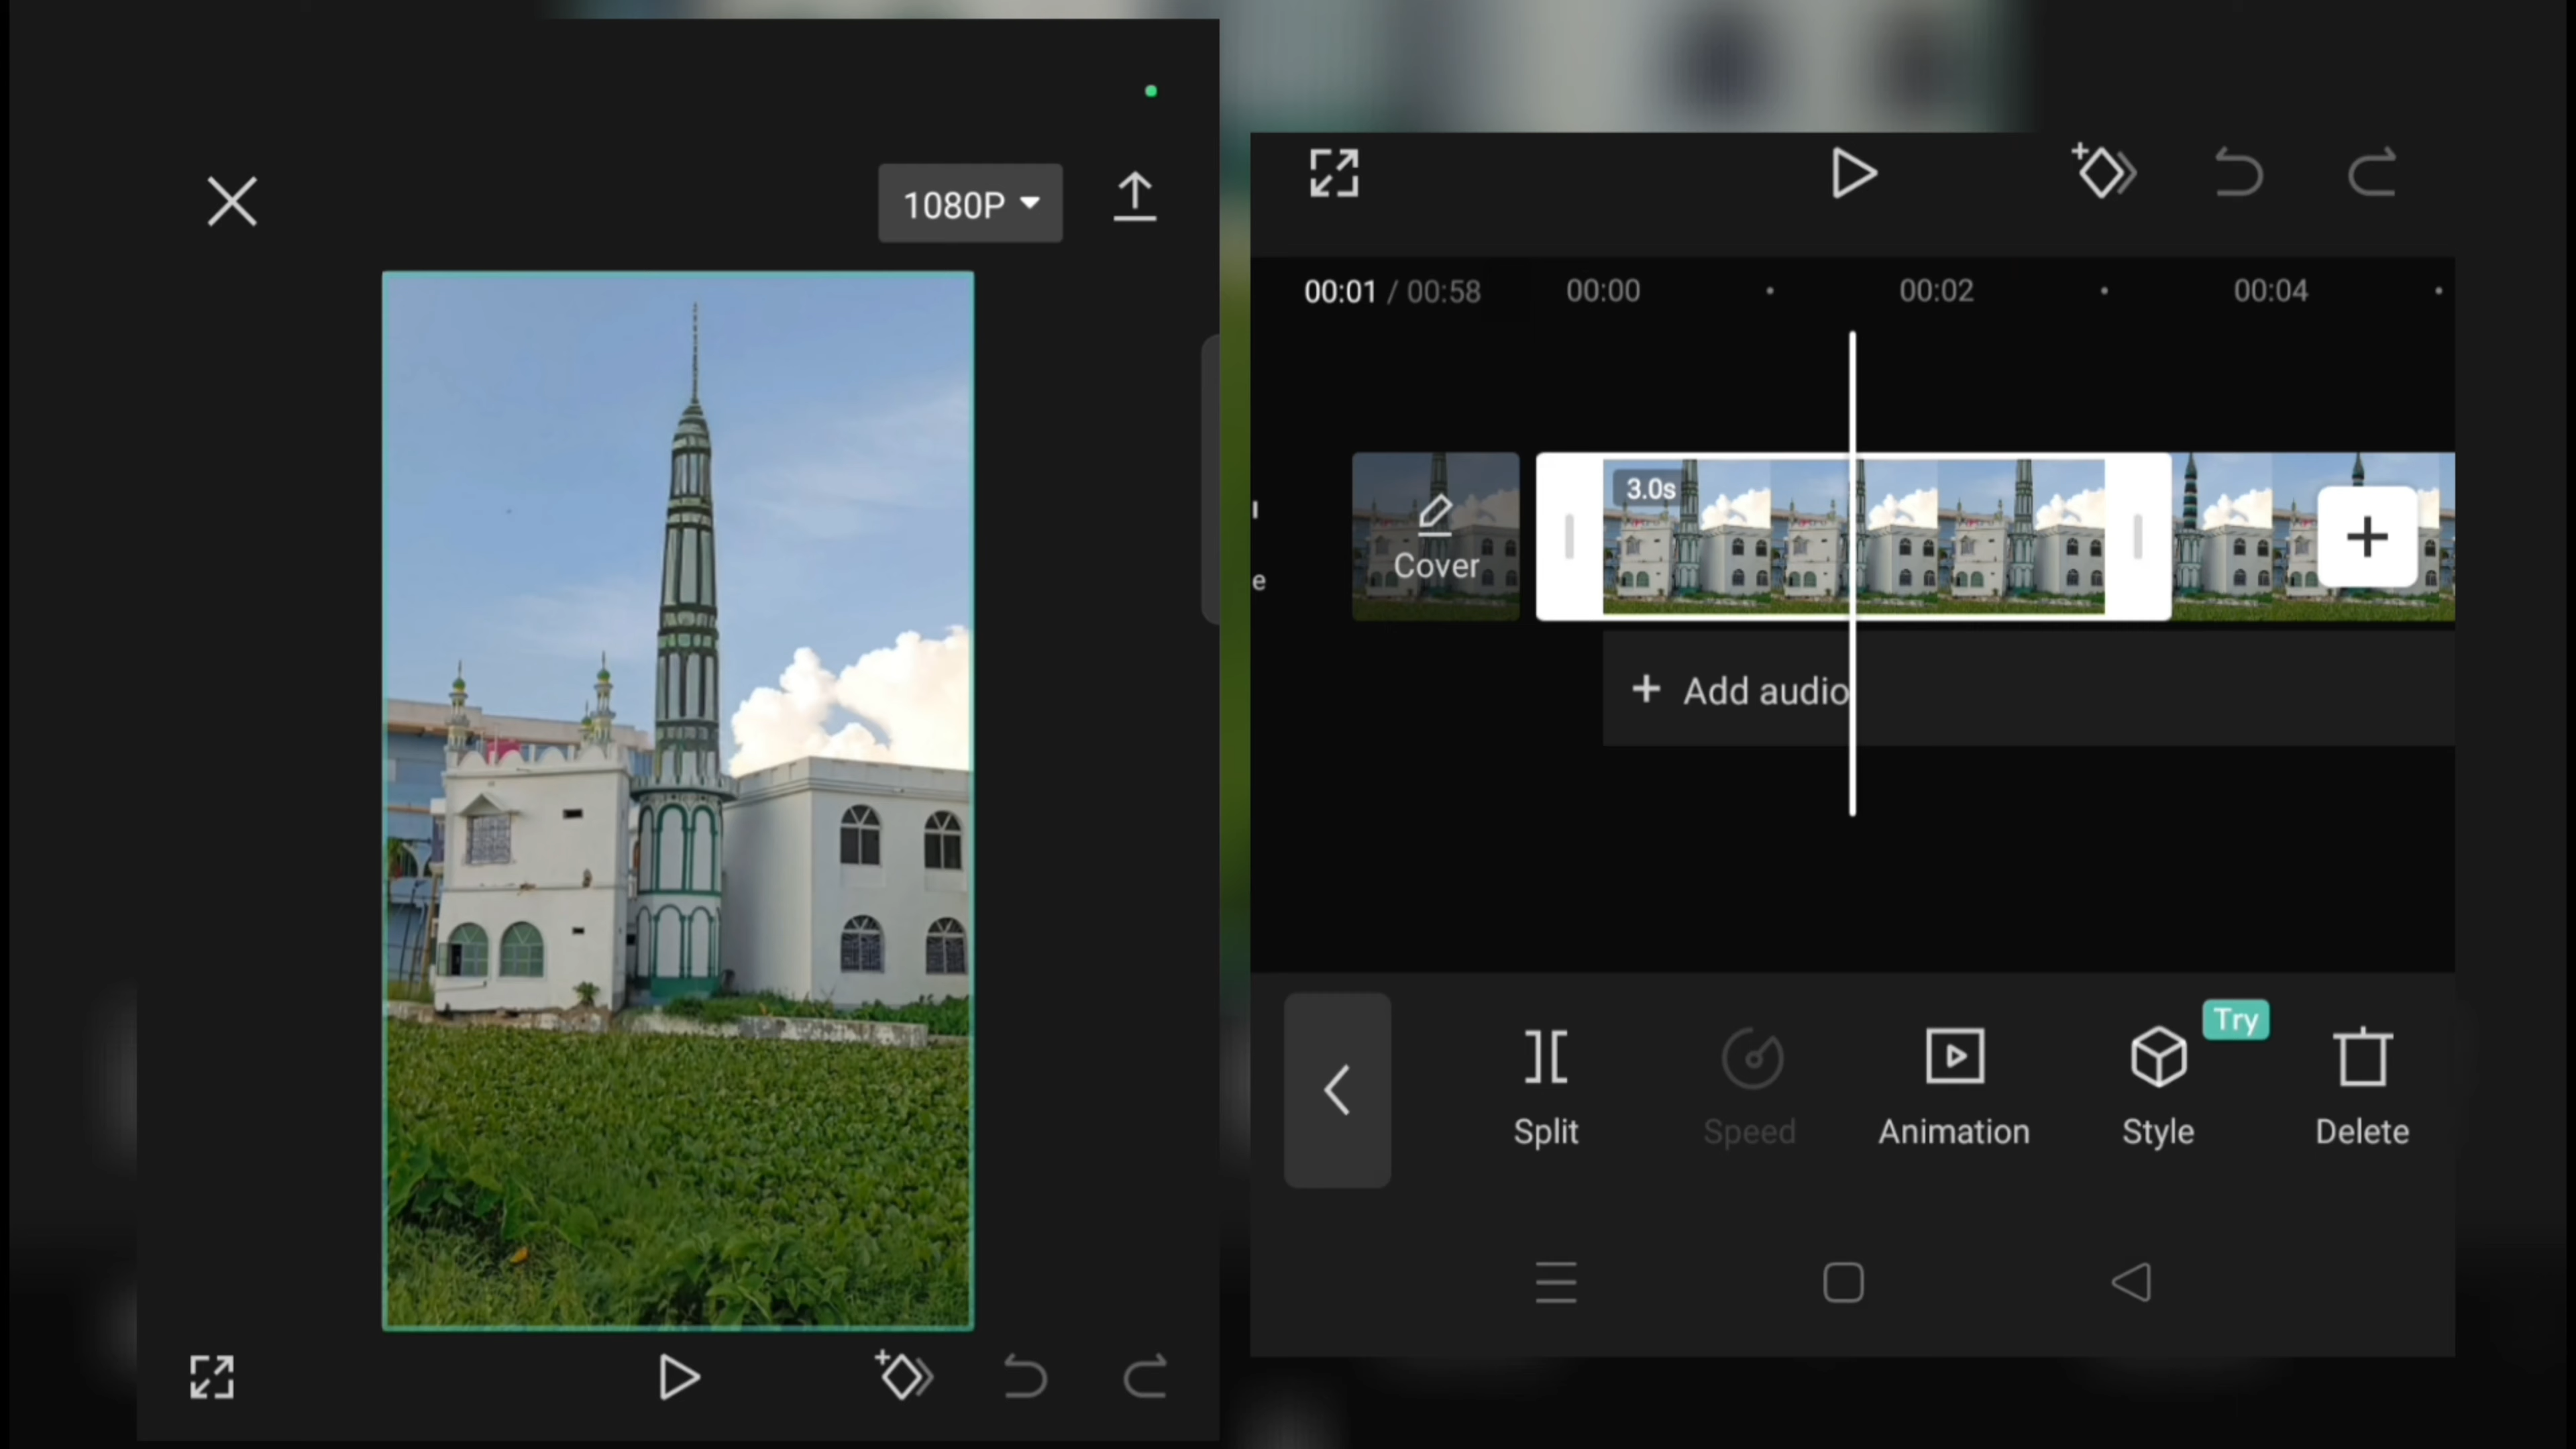 1080P
00:01 / 00:58
00:00
00:02
00:04
3.0s
Cover
e
+ Add audio
Split
Speed
Animation
Try
Style
Delete